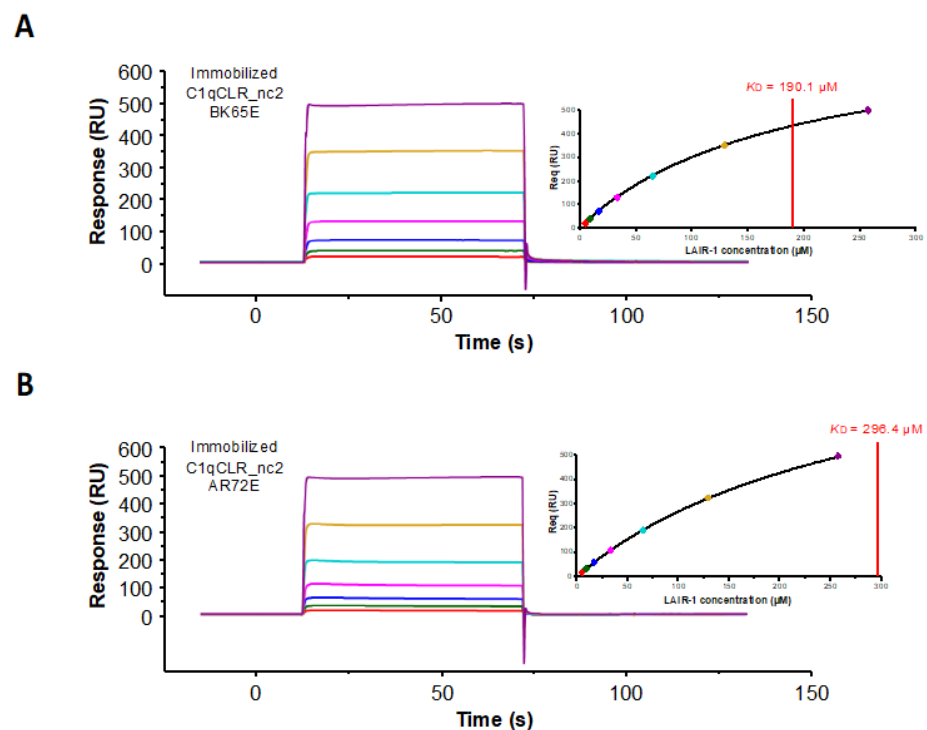 A
Immobilized
C1qCLR_nc2
BK65E
Response (RU)
600
500
400
300
200
100
0
0
50
100
150
Time (s)
KD = 190.1 µM
Req (RU)
500
400
300
200
100
0
0
50
100
150
200
250
300
LAIR-1 concentration (µM)
B
Immobilized
C1qCLR_nc2
AR72E
Response (RU)
600
500
400
300
200
100
0
0
50
100
150
Time (s)
KD = 296.4 µM
Req (RU)
500
400
300
200
100
0
0
50
100
150
200
250
300
LAIR-1 concentration (µM)